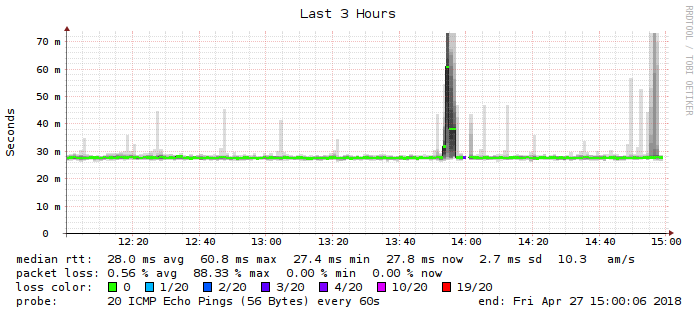 Last 3 Hours
RRDTOOL / TOBI OETIKER
Seconds
70 m
60 m
50 m
40 m
30 m
20 m
10 m
0
12:20 12:40 13:00 13:20 13:40 14:00 14:20 14:40 15:00
median rtt: 28.0 ms avg 60.8 ms max 27.4 ms min 27.8 ms now 2.7 ms sd 10.3 am/s
packet loss: 0.56 % avg 88.33 % max 0.00 % min 0.00 % now
loss color: 0 1/20 2/20 3/20 4/20 10/20 19/20
probe: 20 ICMP Echo Pings (56 Bytes) every 60s end: Fri Apr 27 15:00:06 2018